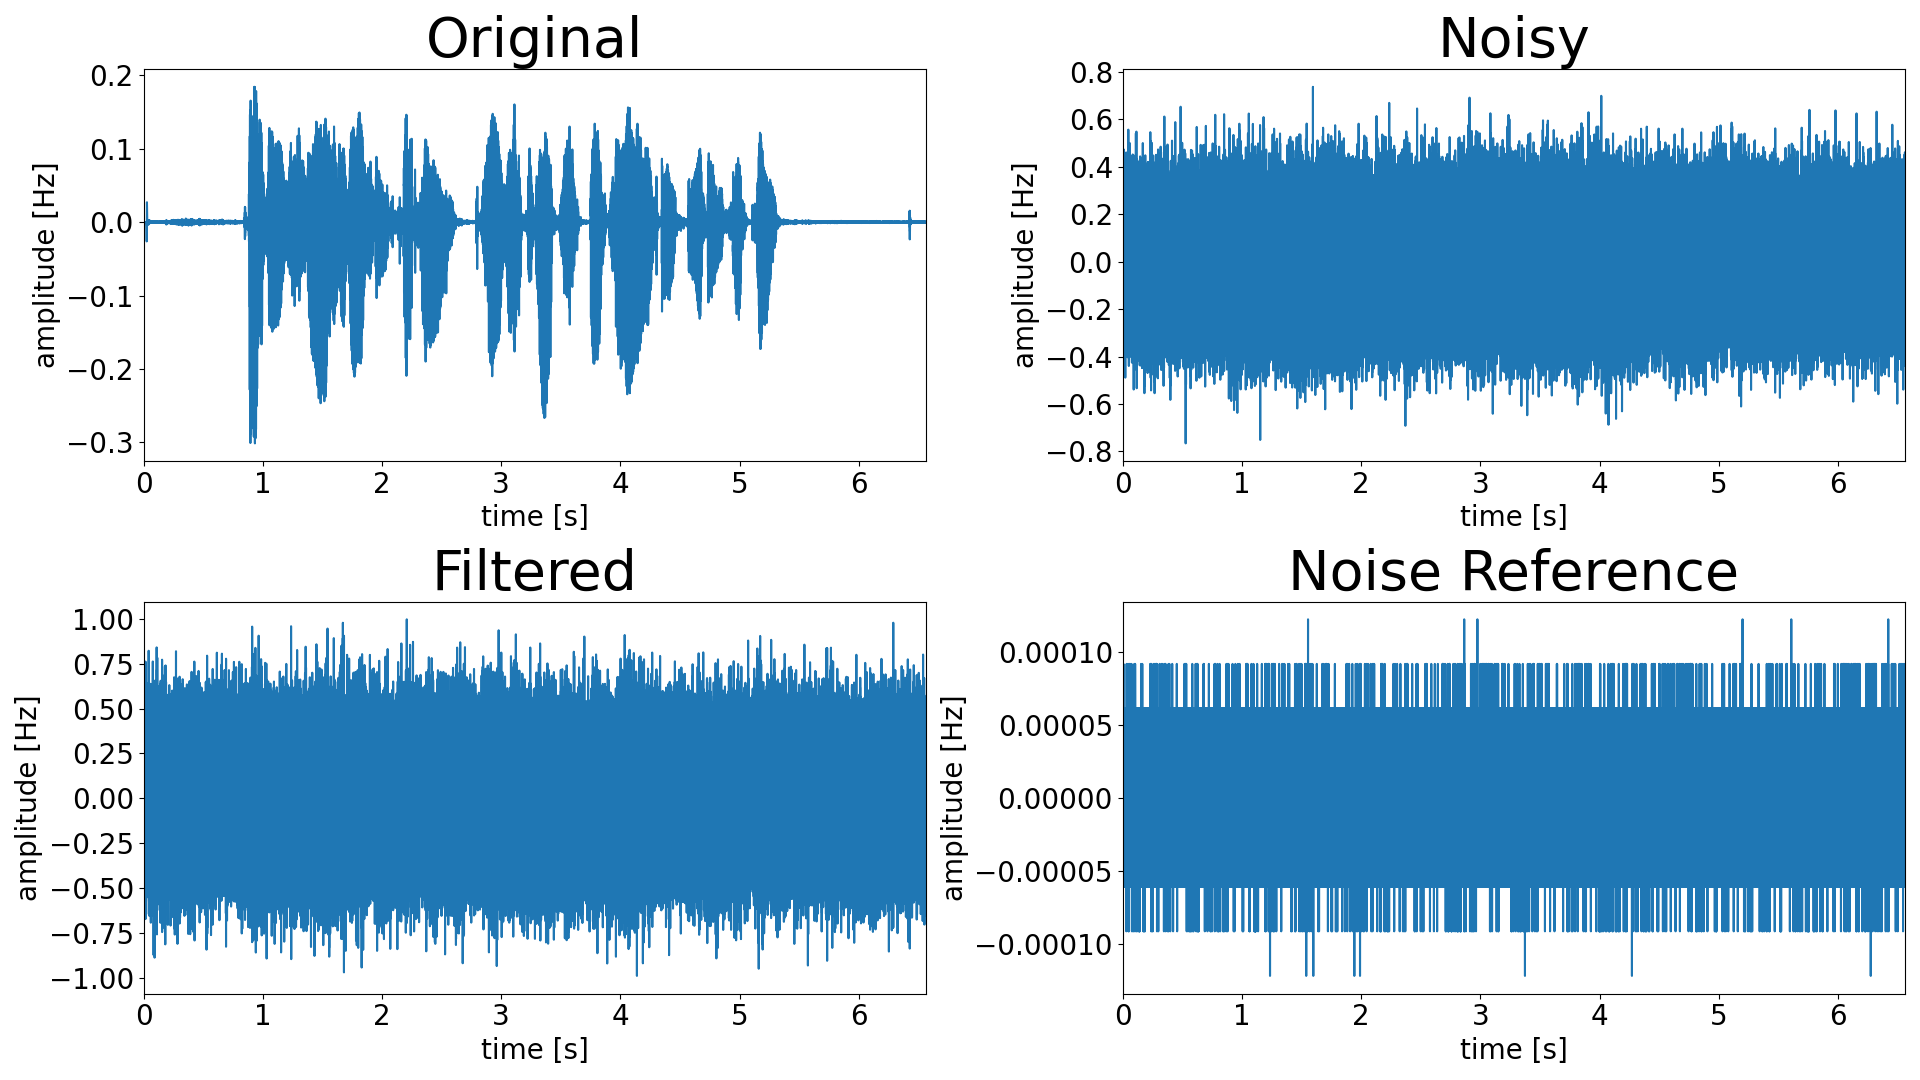 Original
0.2
0.1
0.0
−0.1
−0.2
−0.3
amplitude [Hz]
0 1 2 3 4 5 6
time [s]
Noisy
0.8
0.6
0.4
0.2
0.0
−0.2
−0.4
−0.6
−0.8
amplitude [Hz]
0 1 2 3 4 5 6
time [s]
Filtered
1.00
0.75
0.50
0.25
0.00
−0.25
−0.50
−0.75
−1.00
amplitude [Hz]
0 1 2 3 4 5 6
time [s]
Noise Reference
0.00010
0.00005
0.00000
−0.00005
−0.00010
amplitude [Hz]
0 1 2 3 4 5 6
time [s]